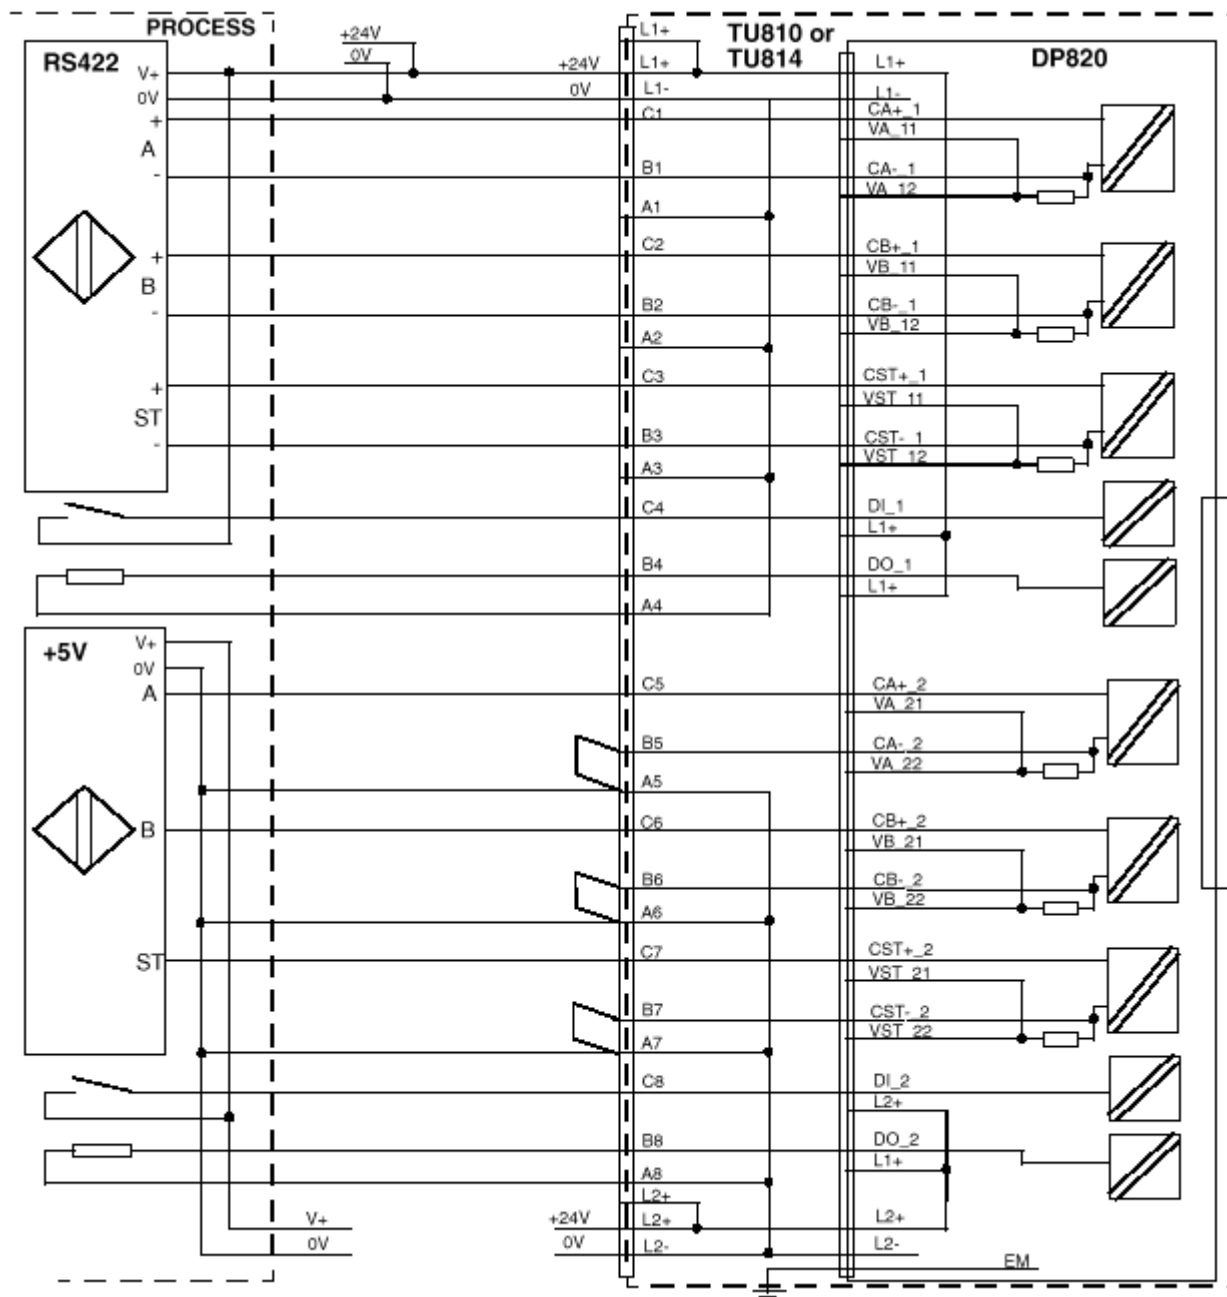 PROCESS
RS422
V+
0V
+
A
-
+
B
-
+
ST
-
+24V
0V
+24V
0V
TU810 or
TU814
DP820
L1+
L1+
L1-
C1
B1
A1
C2
B2
A2
C3
B3
A3
C4
B4
A4
L1+
L1-
CA+_1
VA_11
CA-_1
VA_12
CB+_1
VB_11
CB-_1
VB_12
CST+_1
VST_11
CST-_1
VST_12
DI_1
L1+
DO_1
L1+
+5V
V+
0V
A
B
ST
C5
B5
A5
C6
B6
A6
C7
B7
A7
C8
B8
A8
L2+
L2+
L2-
CA+_2
VA_21
CA-_2
VA_22
CB+_2
VB_21
CB-_2
VB_22
CST+_2
VST_21
CST-_2
VST_22
DI_2
L2+
DO_2
L1+
L2+
L2-
EM
V+
0V
+24V
0V